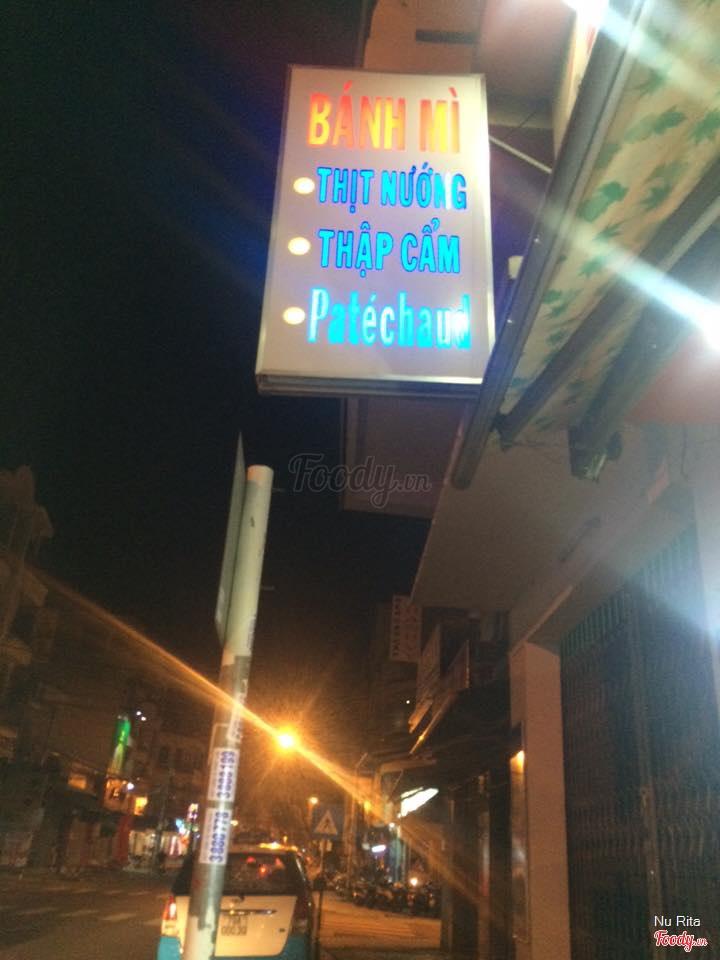 BÁNH MÌ
THỊT NƯỚNG
THẬP CẨM
Patéchaud
Foody.vn
Nu Rita
Foody.vn